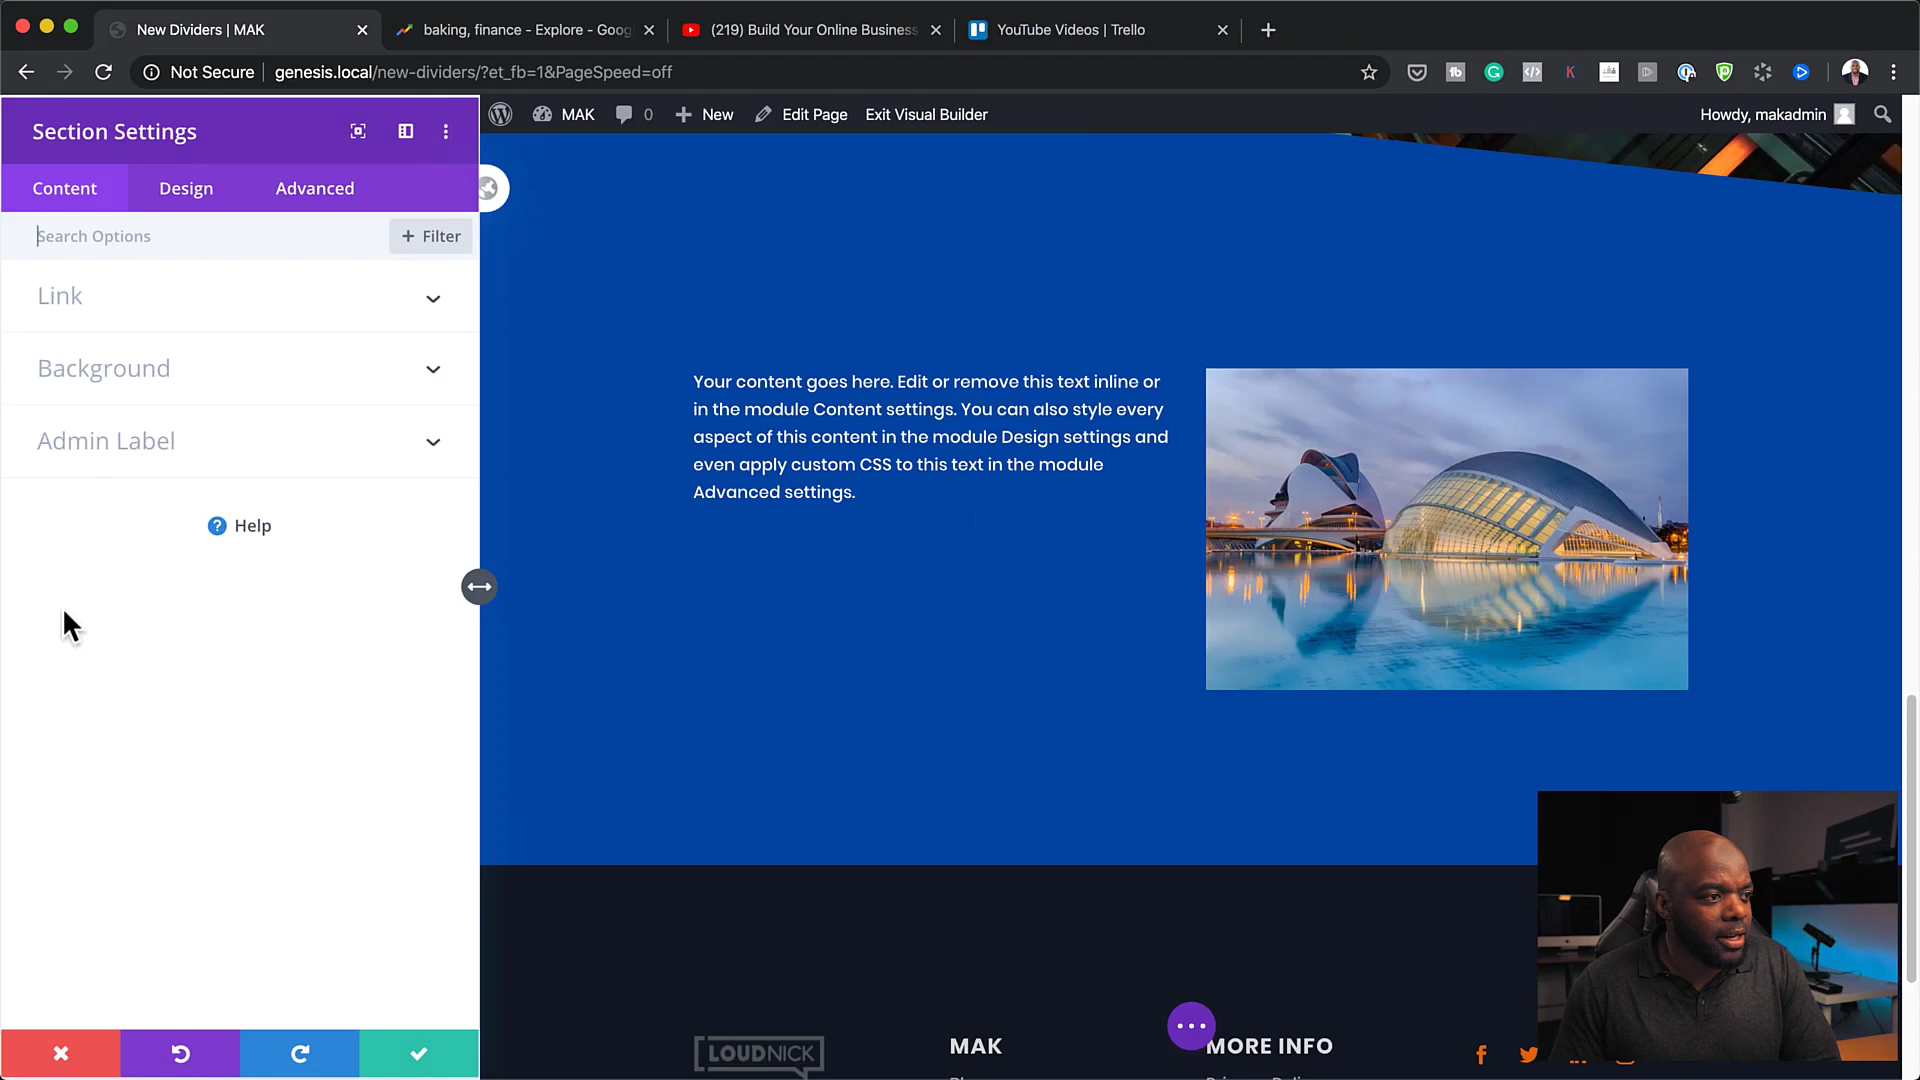 New Dividers | MAK
baking, finance - Explore - Goog
(219) Build Your Online Business
YouTube Videos | Trello
Not Secure
genesis.local/new-dividers/?et_fb=1&PageSpeed=off
MAK
0
New
Edit Page
Exit Visual Builder
Howdy, makadmin
Section Settings
Content
Design
Advanced
Search Options
+ Filter
Link
Background
Admin Label
? Help
Your content goes here. Edit or remove this text inline or
in the module Content settings. You can also style every
aspect of this content in the module Design settings and
even apply custom CSS to this text in the module
Advanced settings.
LOUDNICK
MAK
MORE INFO